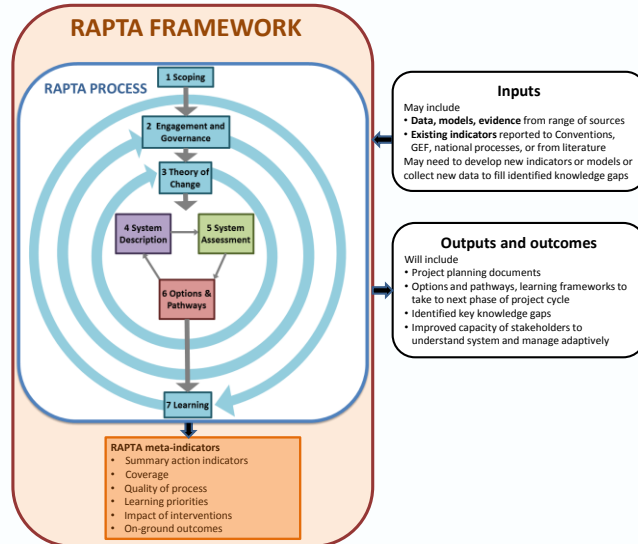 RAPTA FRAMEWORK
RAPTA PROCESS
1 Scoping
2 Engagement and
Governance
3 Theory of
Change
4 System
Description
5 System
Assessment
6 Options &
Pathways
7 Learning
RAPTA meta-indicators
• Summary action indicators
• Coverage
• Quality of process
• Learning priorities
• Impact of interventions
• On-ground outcomes
Inputs
May include
• Data, models, evidence from range of sources
• Existing indicators reported to Conventions,
GEF, national processes, or from literature
May need to develop new indicators or models or
collect new data to fill identified knowledge gaps
Outputs and outcomes
Will include
• Project planning documents
• Options and pathways, learning frameworks to
take to next phase of project cycle
• Identified key knowledge gaps
• Improved capacity of stakeholders to
understand system and manage adaptively